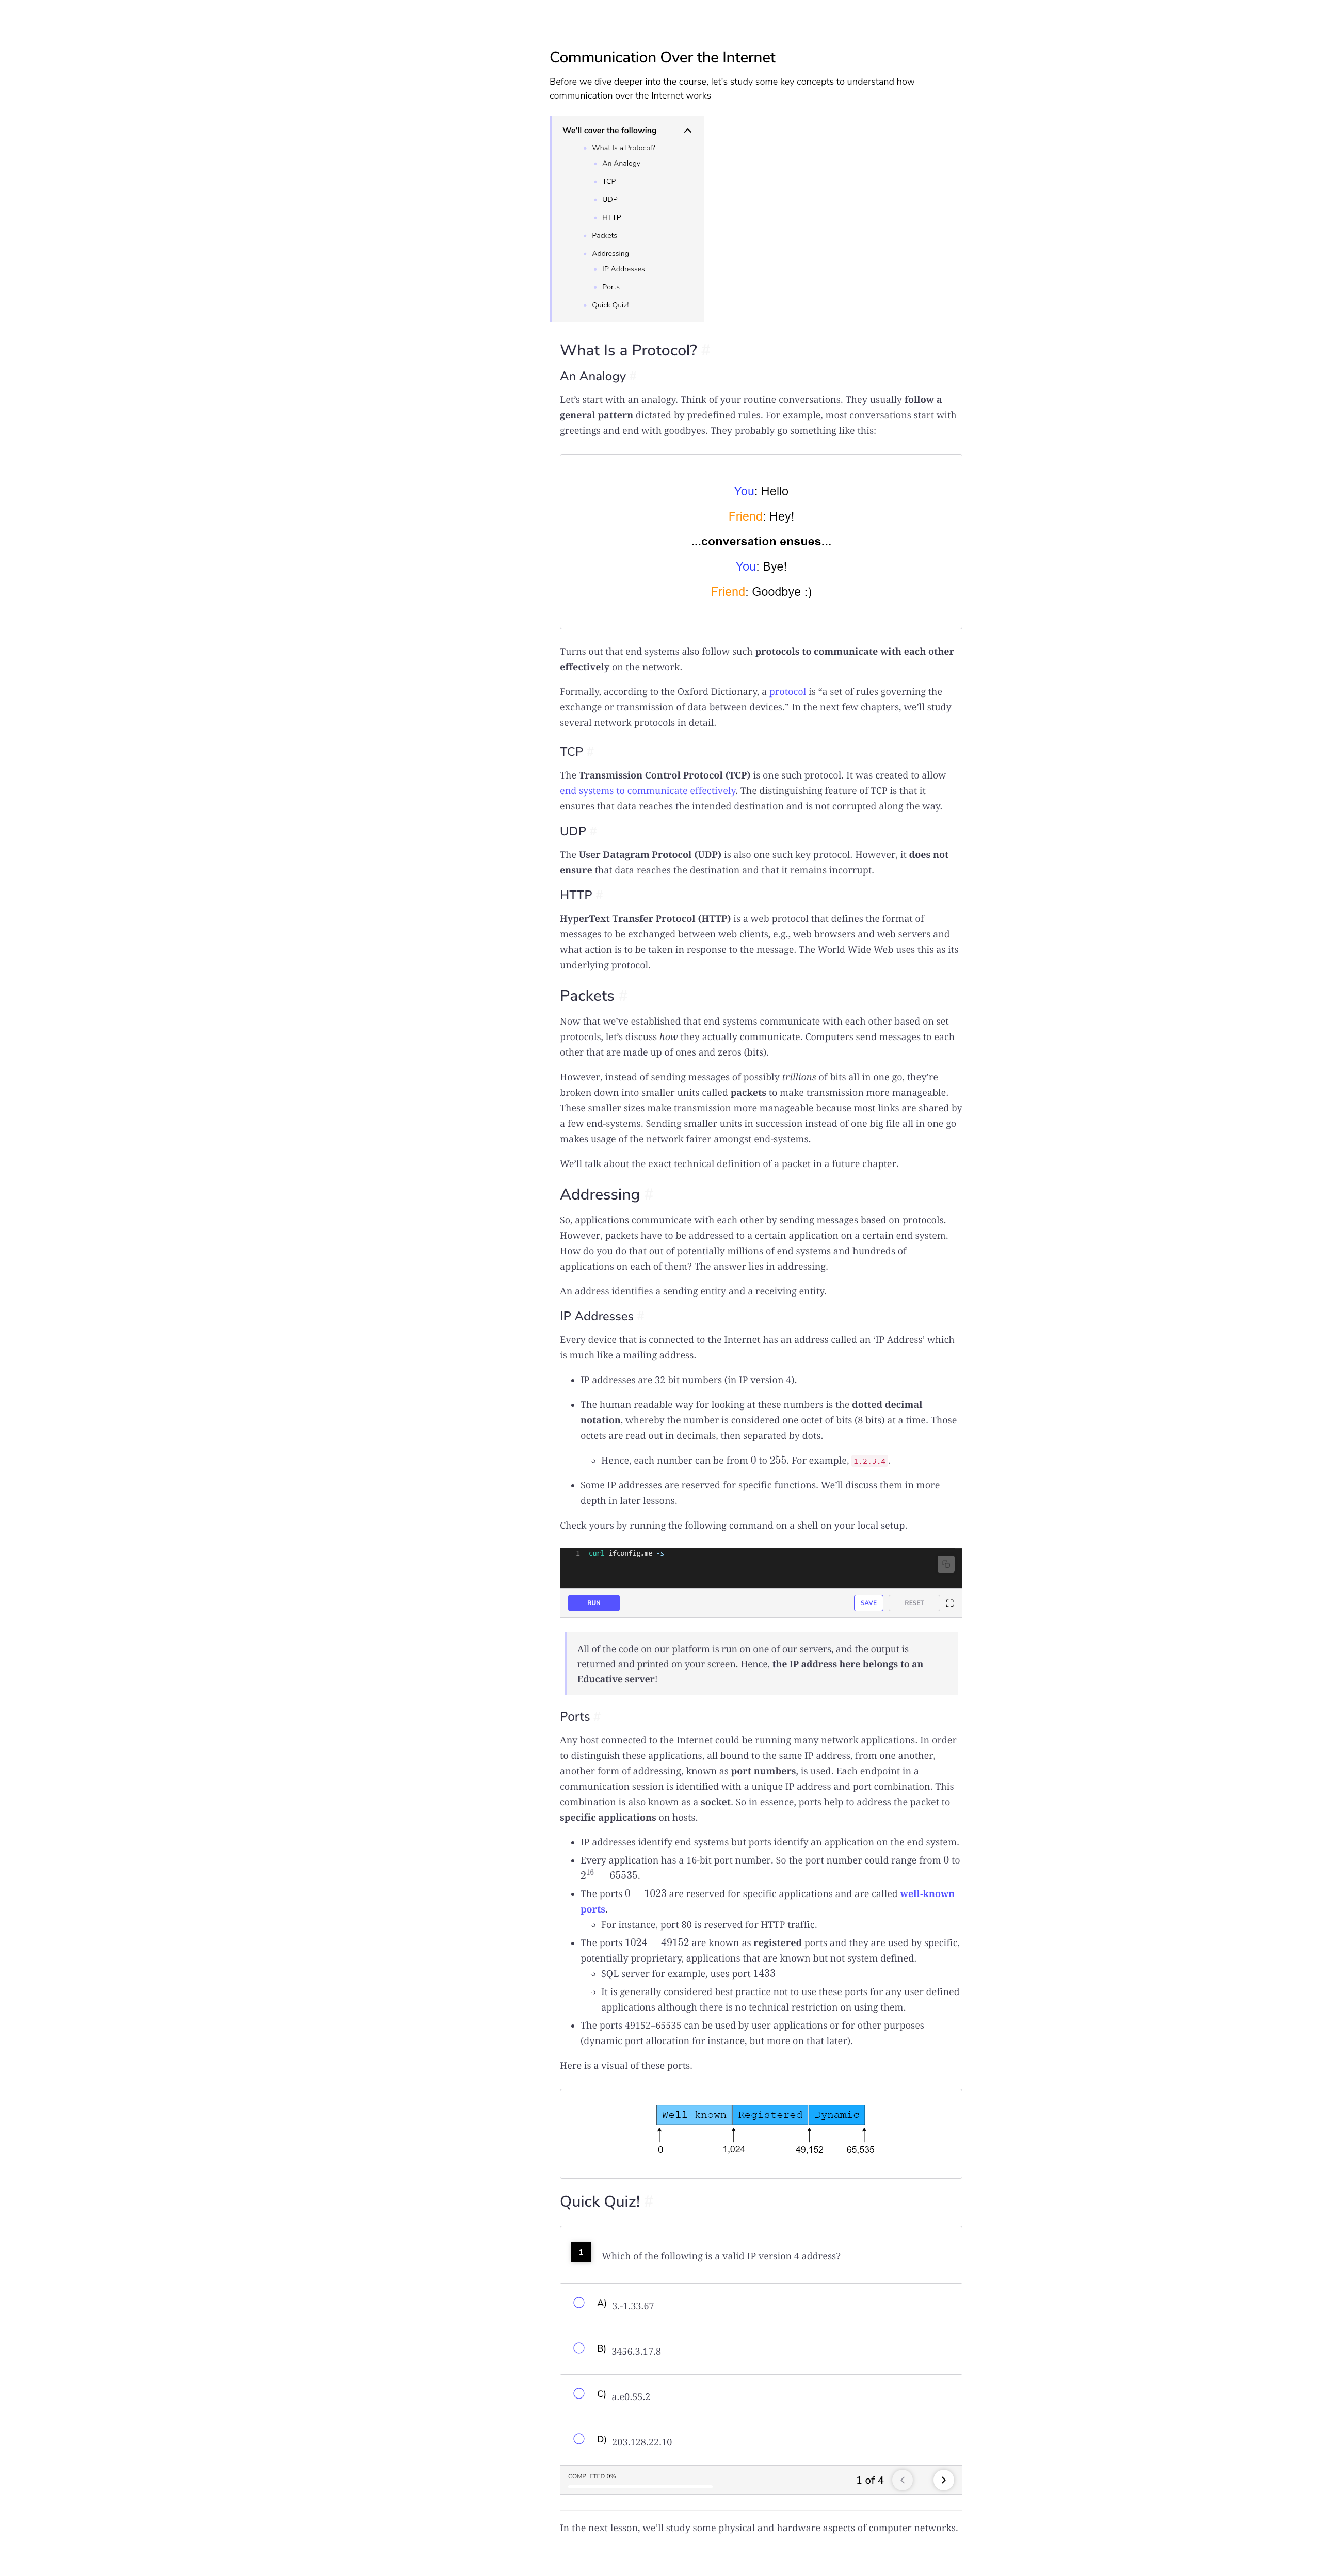 Communication Over the Internet
Before we dive deeper into the course, let's study some key concepts to understand how
communication over the Internet works
We'll cover the following
What Is a Protocol?
An Analogy
TCP
UDP
HTTP
Packets
Addressing
IP Addresses
Ports
Quick Quiz!
What Is a Protocol? #
An Analogy #
Let’s start with an analogy. Think of your routine conversations. They usually follow a
general pattern dictated by predefined rules. For example, most conversations start with
greetings and end with goodbyes. They probably go something like this:
You: Hello
Friend: Hey!
...conversation ensues...
You: Bye!
Friend: Goodbye :)
Turns out that end systems also follow such protocols to communicate with each other
effectively on the network.
Formally, according to the Oxford Dictionary, a protocol is “a set of rules governing the
exchange or transmission of data between devices.” In the next few chapters, we’ll study
several network protocols in detail.
TCP #
The Transmission Control Protocol (TCP) is one such protocol. It was created to allow
end systems to communicate effectively. The distinguishing feature of TCP is that it
ensures that data reaches the intended destination and is not corrupted along the way.
UDP #
The User Datagram Protocol (UDP) is also one such key protocol. However, it does not
ensure that data reaches the destination and that it remains incorrupt.
HTTP #
HyperText Transfer Protocol (HTTP) is a web protocol that defines the format of
messages to be exchanged between web clients, e.g., web browsers and web servers and
what action is to be taken in response to the message. The World Wide Web uses this as its
underlying protocol.
Packets #
Now that we’ve established that end systems communicate with each other based on set
protocols, let’s discuss how they actually communicate. Computers send messages to each
other that are made up of ones and zeros (bits).
However, instead of sending messages of possibly trillions of bits all in one go, they’re
broken down into smaller units called packets to make transmission more manageable.
These smaller sizes make transmission more manageable because most links are shared by
a few end-systems. Sending smaller units in succession instead of one big file all in one go
makes usage of the network fairer amongst end-systems.
We’ll talk about the exact technical definition of a packet in a future chapter.
Addressing #
So, applications communicate with each other by sending messages based on protocols.
However, packets have to be addressed to a certain application on a certain end system.
How do you do that out of potentially millions of end systems and hundreds of
applications on each of them? The answer lies in addressing.
An address identifies a sending entity and a receiving entity.
IP Addresses #
Every device that is connected to the Internet has an address called an ‘IP Address’ which
is much like a mailing address.
IP addresses are 32 bit numbers (in IP version 4).
The human readable way for looking at these numbers is the dotted decimal
notation, whereby the number is considered one octet of bits (8 bits) at a time. Those
octets are read out in decimals, then separated by dots.
Hence, each number can be from 0 to 255. For example, 1.2.3.4.
Some IP addresses are reserved for specific functions. We’ll discuss them in more
depth in later lessons.
Check yours by running the following command on a shell on your local setup.
1 curl ifconfig.me -s
RUN SAVE RESET
All of the code on our platform is run on one of our servers, and the output is
returned and printed on your screen. Hence, the IP address here belongs to an
Educative server!
Ports #
Any host connected to the Internet could be running many network applications. In order
to distinguish these applications, all bound to the same IP address, from one another,
another form of addressing, known as port numbers, is used. Each endpoint in a
communication session is identified with a unique IP address and port combination. This
combination is also known as a socket. So in essence, ports help to address the packet to
specific applications on hosts.
IP addresses identify end systems but ports identify an application on the end system.
Every application has a 16-bit port number. So the port number could range from 0 to
2¹⁶ = 65535.
The ports 0 − 1023 are reserved for specific applications and are called well-known
ports.
For instance, port 80 is reserved for HTTP traffic.
The ports 1024 − 49152 are known as registered ports and they are used by specific,
potentially proprietary, applications that are known but not system defined.
SQL server for example, uses port 1433
It is generally considered best practice not to use these ports for any user defined
applications although there is no technical restriction on using them.
The ports 49152–65535 can be used by user applications or for other purposes
(dynamic port allocation for instance, but more on that later).
Here is a visual of these ports.
Well-known Registered Dynamic
0 1,024 49,152 65,535
Quick Quiz! #
1 Which of the following is a valid IP version 4 address?
A) 3.-1.33.67
B) 3456.3.17.8
C) a.e0.55.2
D) 203.128.22.10
COMPLETED 0% 1 of 4
In the next lesson, we’ll study some physical and hardware aspects of computer networks.